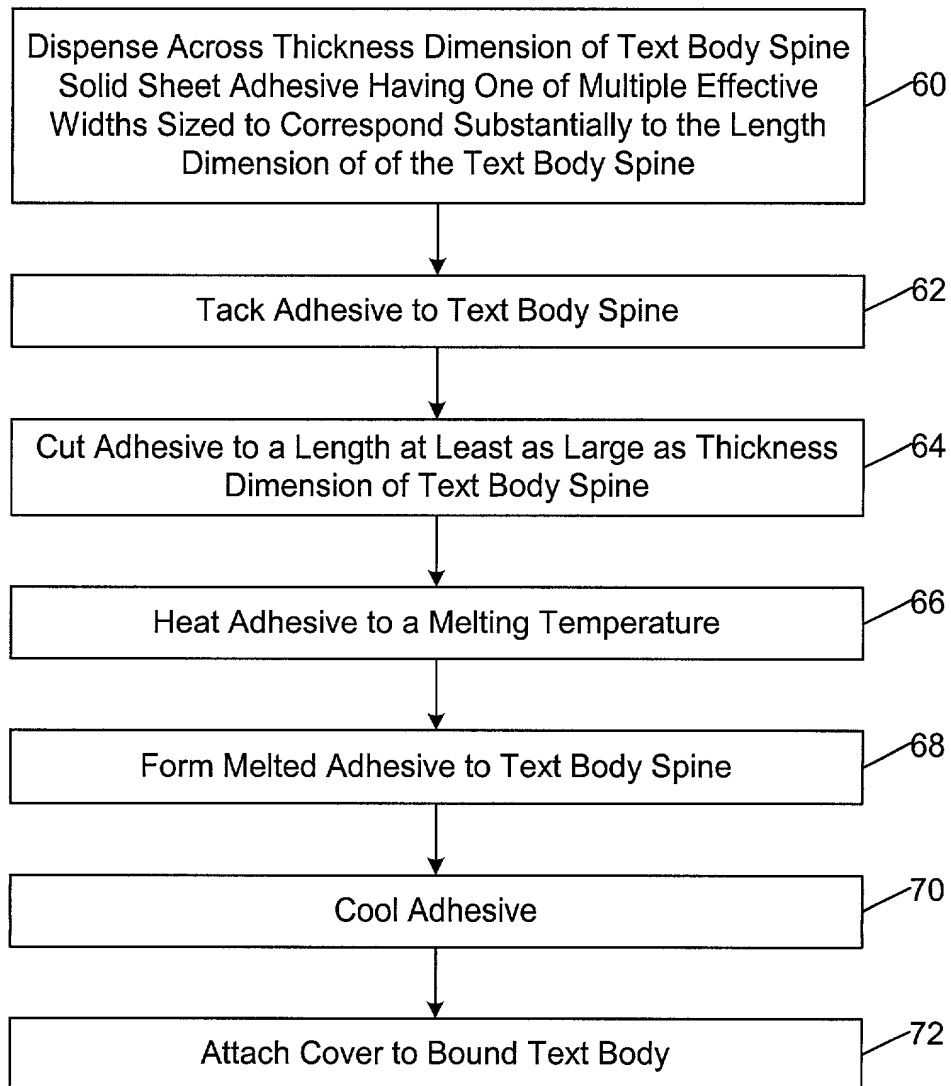 Dispense Across Thickness Dimension of Text Body Spine
Solid Sheet Adhesive Having One of Multiple Effective
Widths Sized to Correspond Substantially to the Length
Dimension of of the Text Body Spine
60
Tack Adhesive to Text Body Spine
62
Cut Adhesive to a Length at Least as Large as Thickness
Dimension of Text Body Spine
64
Heat Adhesive to a Melting Temperature
66
Form Melted Adhesive to Text Body Spine
68
Cool Adhesive
70
Attach Cover to Bound Text Body
72